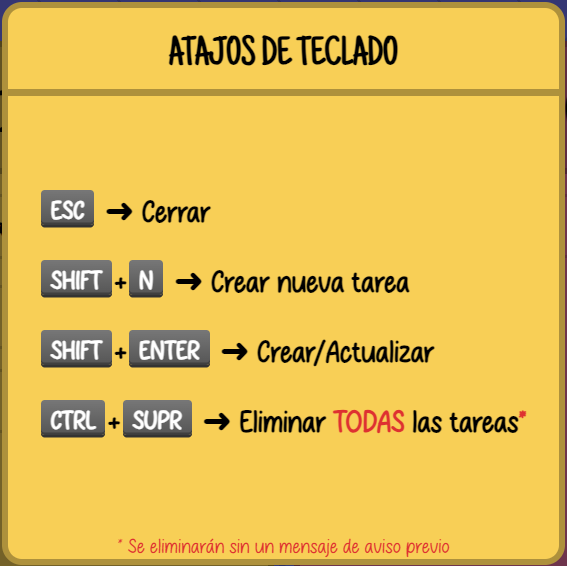 ATAJOS DE TECLADO
ESC → Cerrar
SHIFT + N → Crear nueva tarea
SHIFT + ENTER → Crear/Actualizar
CTRL + SUPR → Eliminar TODAS las tareas*
* Se eliminarán sin un mensaje de aviso previo